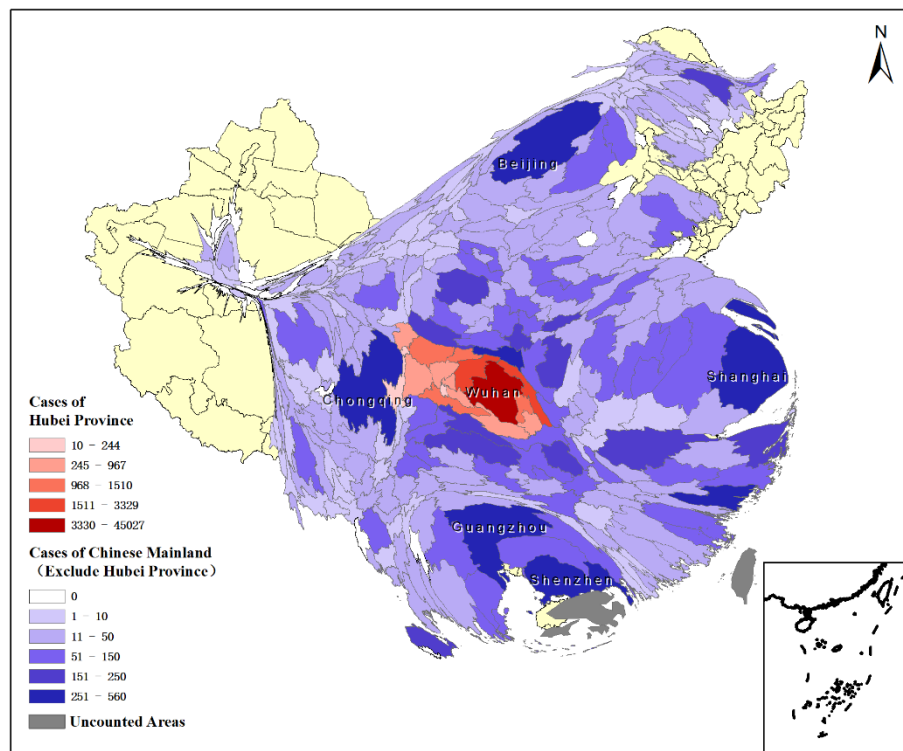 N
Beijing
Shanghai
Chongqing
Wuhan
Guangzhou
Shenzhen
Cases of
Hubei Province
10 - 244
245 - 967
968 - 1510
1511 - 3329
3330 - 45027
Cases of Chinese Mainland
(Exclude Hubei Province)
0
1 - 10
11 - 50
51 - 150
151 - 250
251 - 560
Uncounted Areas